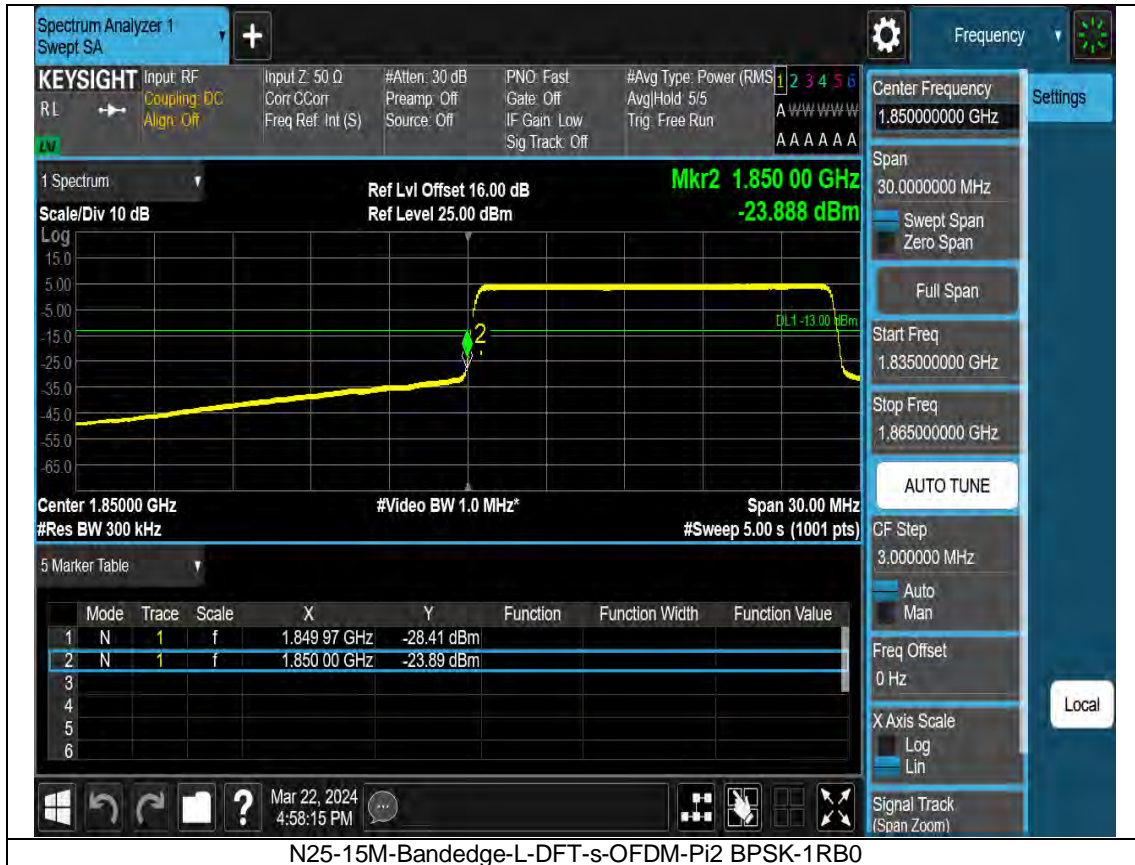 Spectrum Analyzer 1
Swept SA
Frequency
KEYSIGHT
Input: RF
Input Z: 50 Ω
#Atten: 30 dB
PNO: Fast
#Avg Type: Power (RMS
1 2 3 4 5 6
RL
Coupling: DC
Corr CCorr
Preamp: Off
Gate: Off
Avg|Hold: 5/5
A W W W W W
Align: Off
Freq Ref: Int (S)
Source: Off
IF Gain: Low
Trig: Free Run
Sig Track: Off
A A A A A A
1 Spectrum
Ref Lvl Offset 16.00 dB
Mkr2 1.850 00 GHz
Scale/Div 10 dB
Ref Level 25.00 dBm
-23.888 dBm
Log
15.0
5.00
-5.00
-15.0
-25.0
-35.0
-45.0
-55.0
-65.0
DL1 -13.00 dBm
2
Center 1.85000 GHz
#Video BW 1.0 MHz*
Span 30.00 MHz
#Res BW 300 kHz
#Sweep 5.00 s (1001 pts)
5 Marker Table
Mode Trace Scale X Y Function Function Width Function Value
1 N 1 f 1.849 97 GHz -28.41 dBm
2 N 1 f 1.850 00 GHz -23.89 dBm
3
4
5
6
Center Frequency
1.850000000 GHz
Settings
Span
30.0000000 MHz
Swept Span
Zero Span
Full Span
Start Freq
1.835000000 GHz
Stop Freq
1.865000000 GHz
AUTO TUNE
CF Step
3.000000 MHz
Auto
Man
Freq Offset
0 Hz
Local
X Axis Scale
Log
Lin
Signal Track
(Span Zoom)
?
Mar 22, 2024
4:58:15 PM
N25-15M-Bandedge-L-DFT-s-OFDM-Pi2 BPSK-1RB0